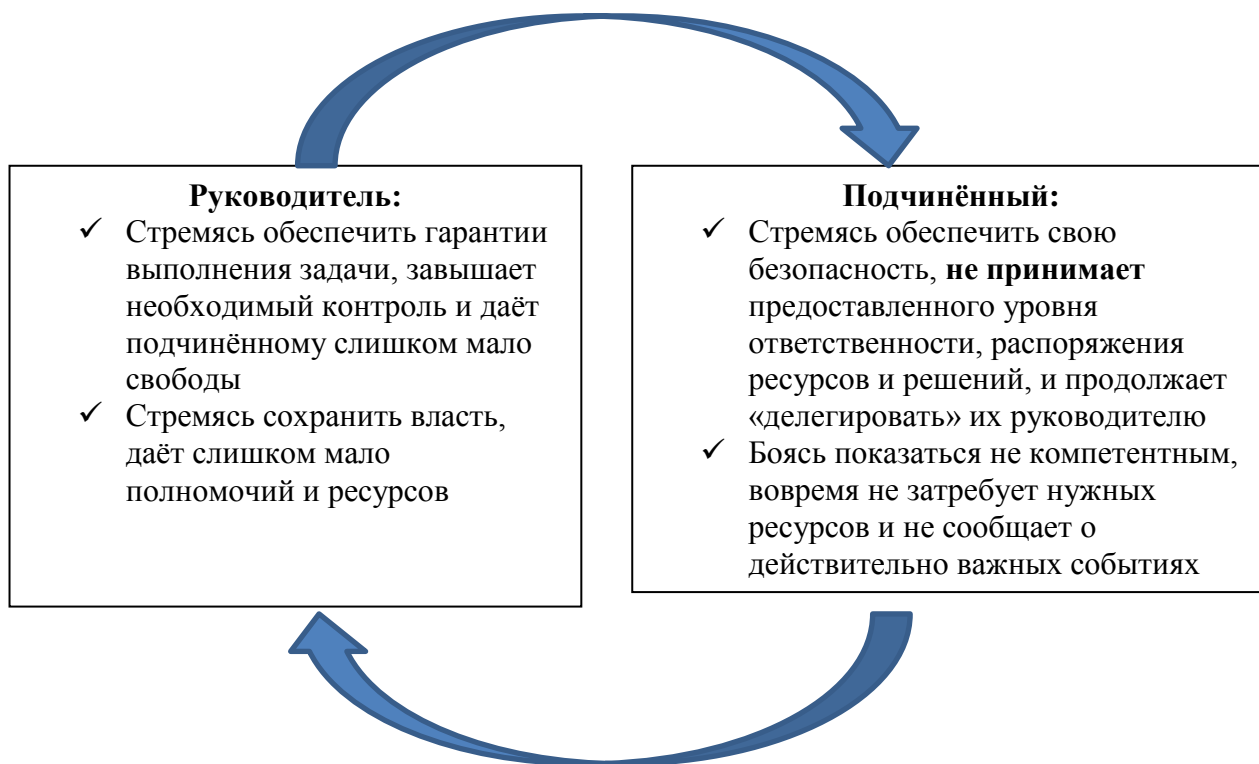 Руководитель:
✓ Стремясь обеспечить гарантии
выполнения задачи, завышает
необходимый контроль и даёт
подчинённому слишком мало
свободы
✓ Стремясь сохранить власть,
даёт слишком мало
полномочий и ресурсов
Подчинённый:
✓ Стремясь обеспечить свою
безопасность, не принимает
предоставленного уровня
ответственности, распоряжения
ресурсов и решений, и продолжает
«делегировать» их руководителю
✓ Боясь показаться не компетентным,
вовремя не затребует нужных
ресурсов и не сообщает о
действительно важных событиях